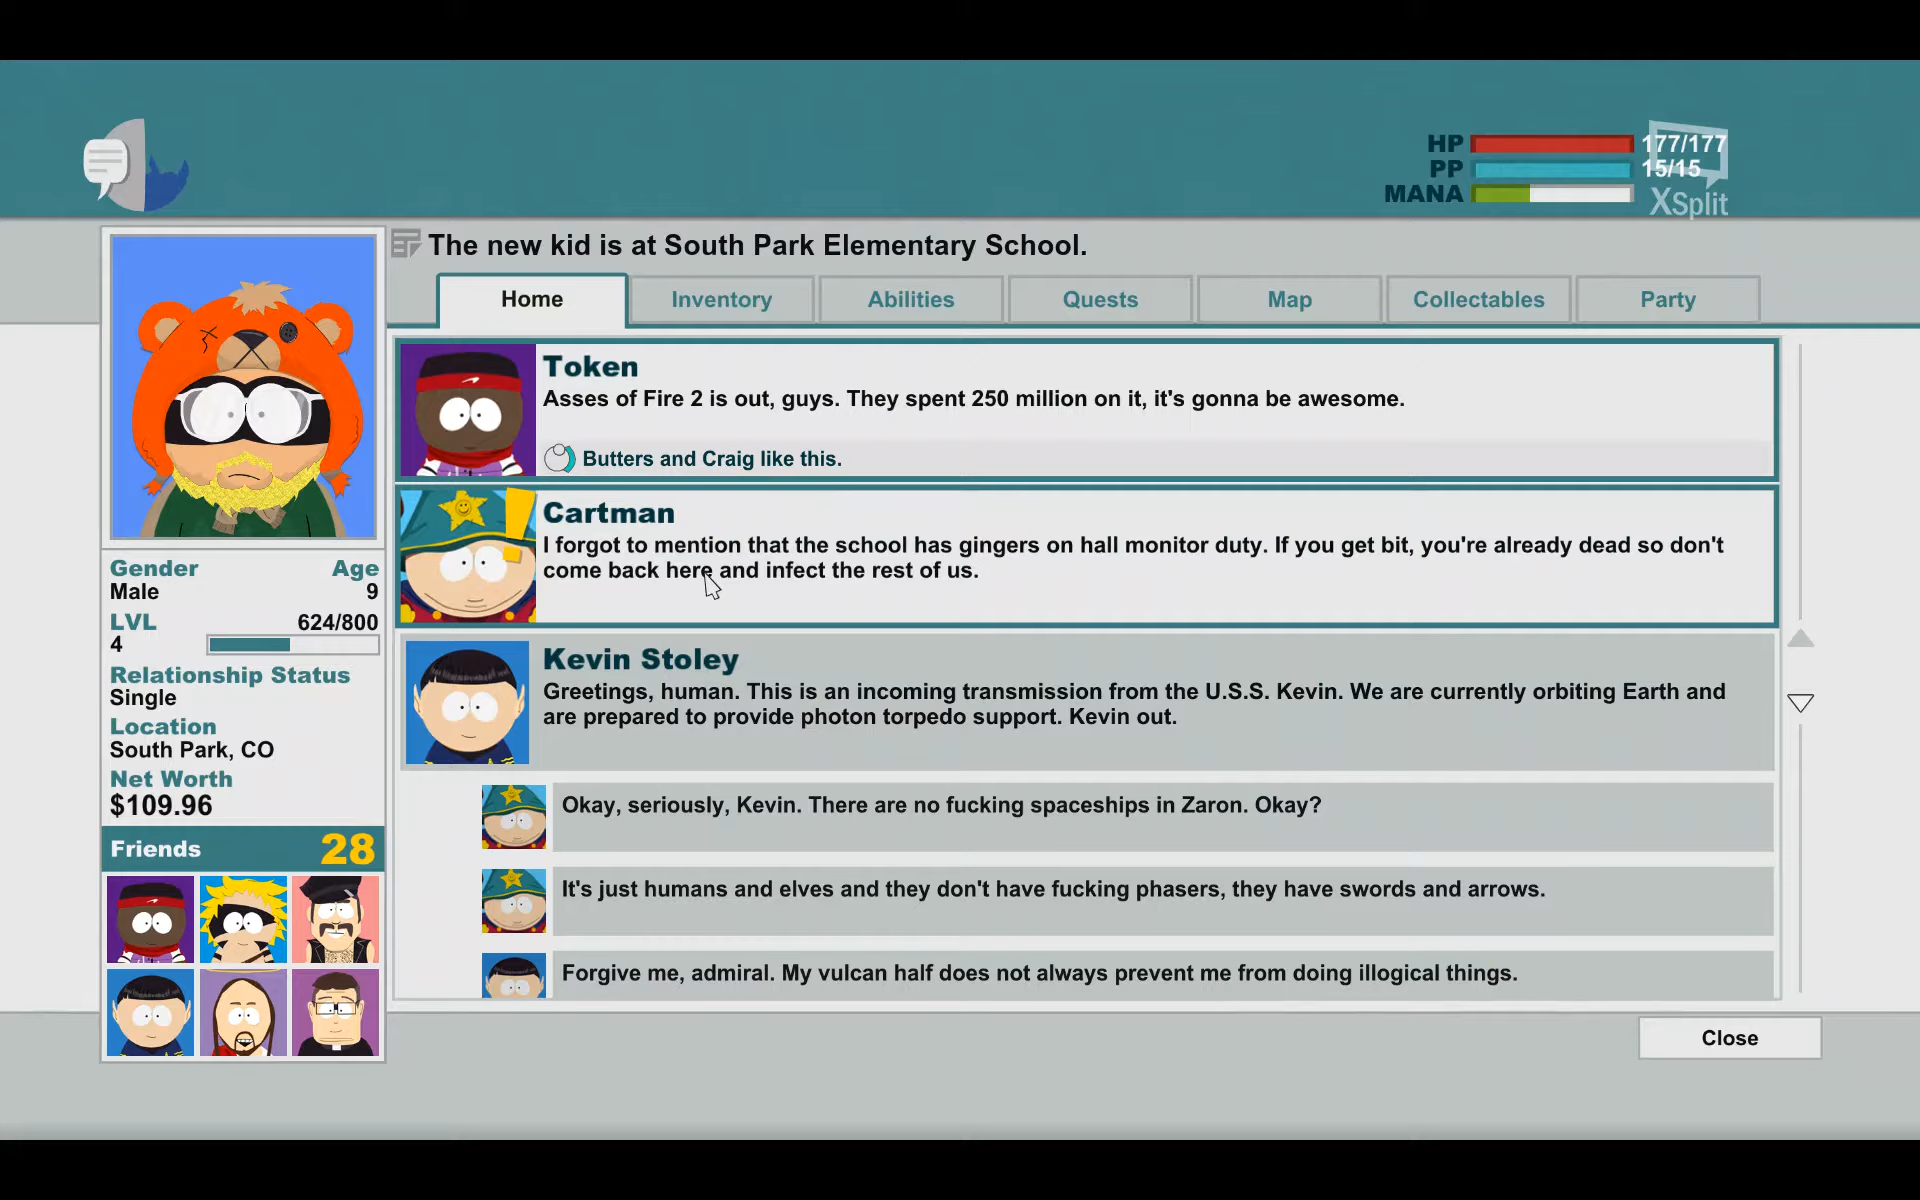 HP 177/177
PP 15/15
MANA
XSplit
The new kid is at South Park Elementary School.
Home Inventory Abilities Quests Map Collectables Party
Token
Asses of Fire 2 is out, guys. They spent 250 million on it, it's gonna be awesome.
Butters and Craig like this.
Cartman
I forgot to mention that the school has gingers on hall monitor duty. If you get bit, you're already dead so don't
come back here and infect the rest of us.
Kevin Stoley
Greetings, human. This is an incoming transmission from the U.S.S. Kevin. We are currently orbiting Earth and
are prepared to provide photon torpedo support. Kevin out.
Okay, seriously, Kevin. There are no fucking spaceships in Zaron. Okay?
It's just humans and elves and they don't have fucking phasers, they have swords and arrows.
Forgive me, admiral. My vulcan half does not always prevent me from doing illogical things.
Gender Age
Male 9
LVL 624/800
4
Relationship Status
Single
Location
South Park, CO
Net Worth
$109.96
Friends 28
Close